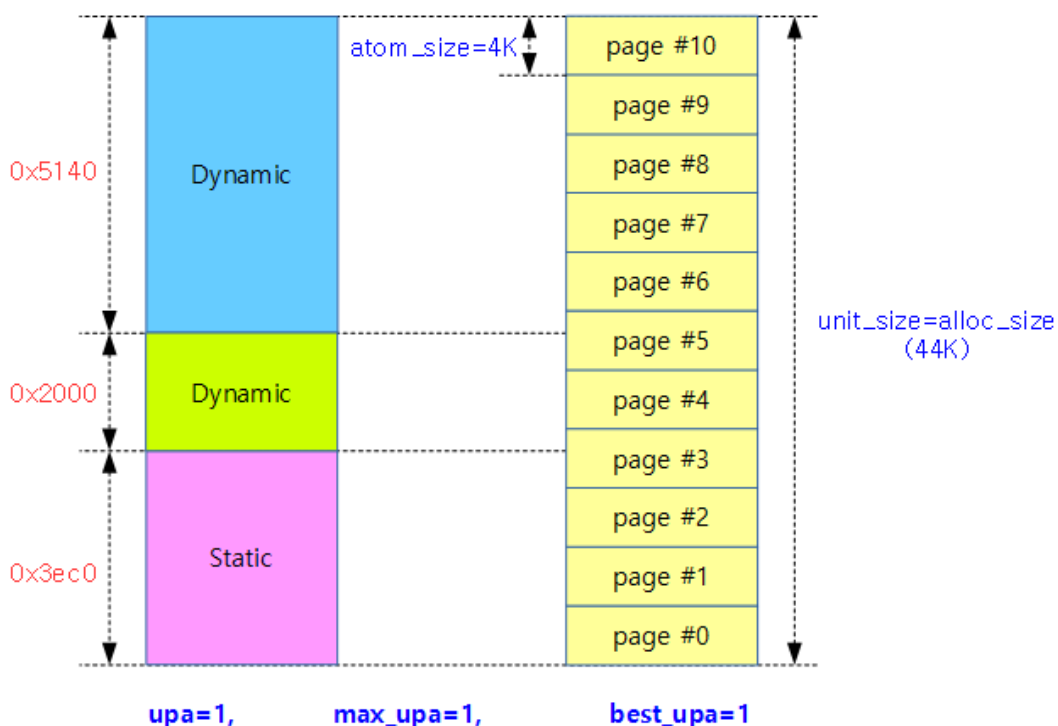 atom_size=4K
page #10
page #9
page #8
0x5140
Dynamic
page #7
page #6
unit_size=alloc_size
(44K)
page #5
0x2000
Dynamic
page #4
page #3
page #2
Static
0x3ec0
page #1
page #0
upa=1, max_upa=1, best_upa=1